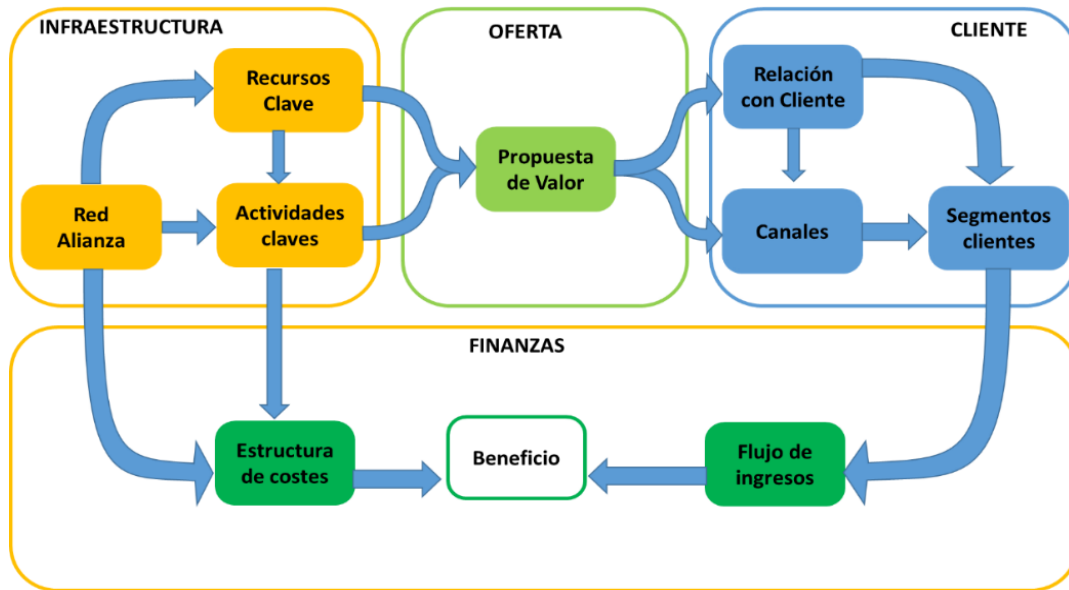 INFRAESTRUCTURA
OFERTA
CLIENTE
Recursos
Clave
Relación
con Cliente
Propuesta
de Valor
Red
Alianza
Actividades
claves
Canales
Segmentos
clientes
FINANZAS
Estructura
de costes
Beneficio
Flujo de
ingresos